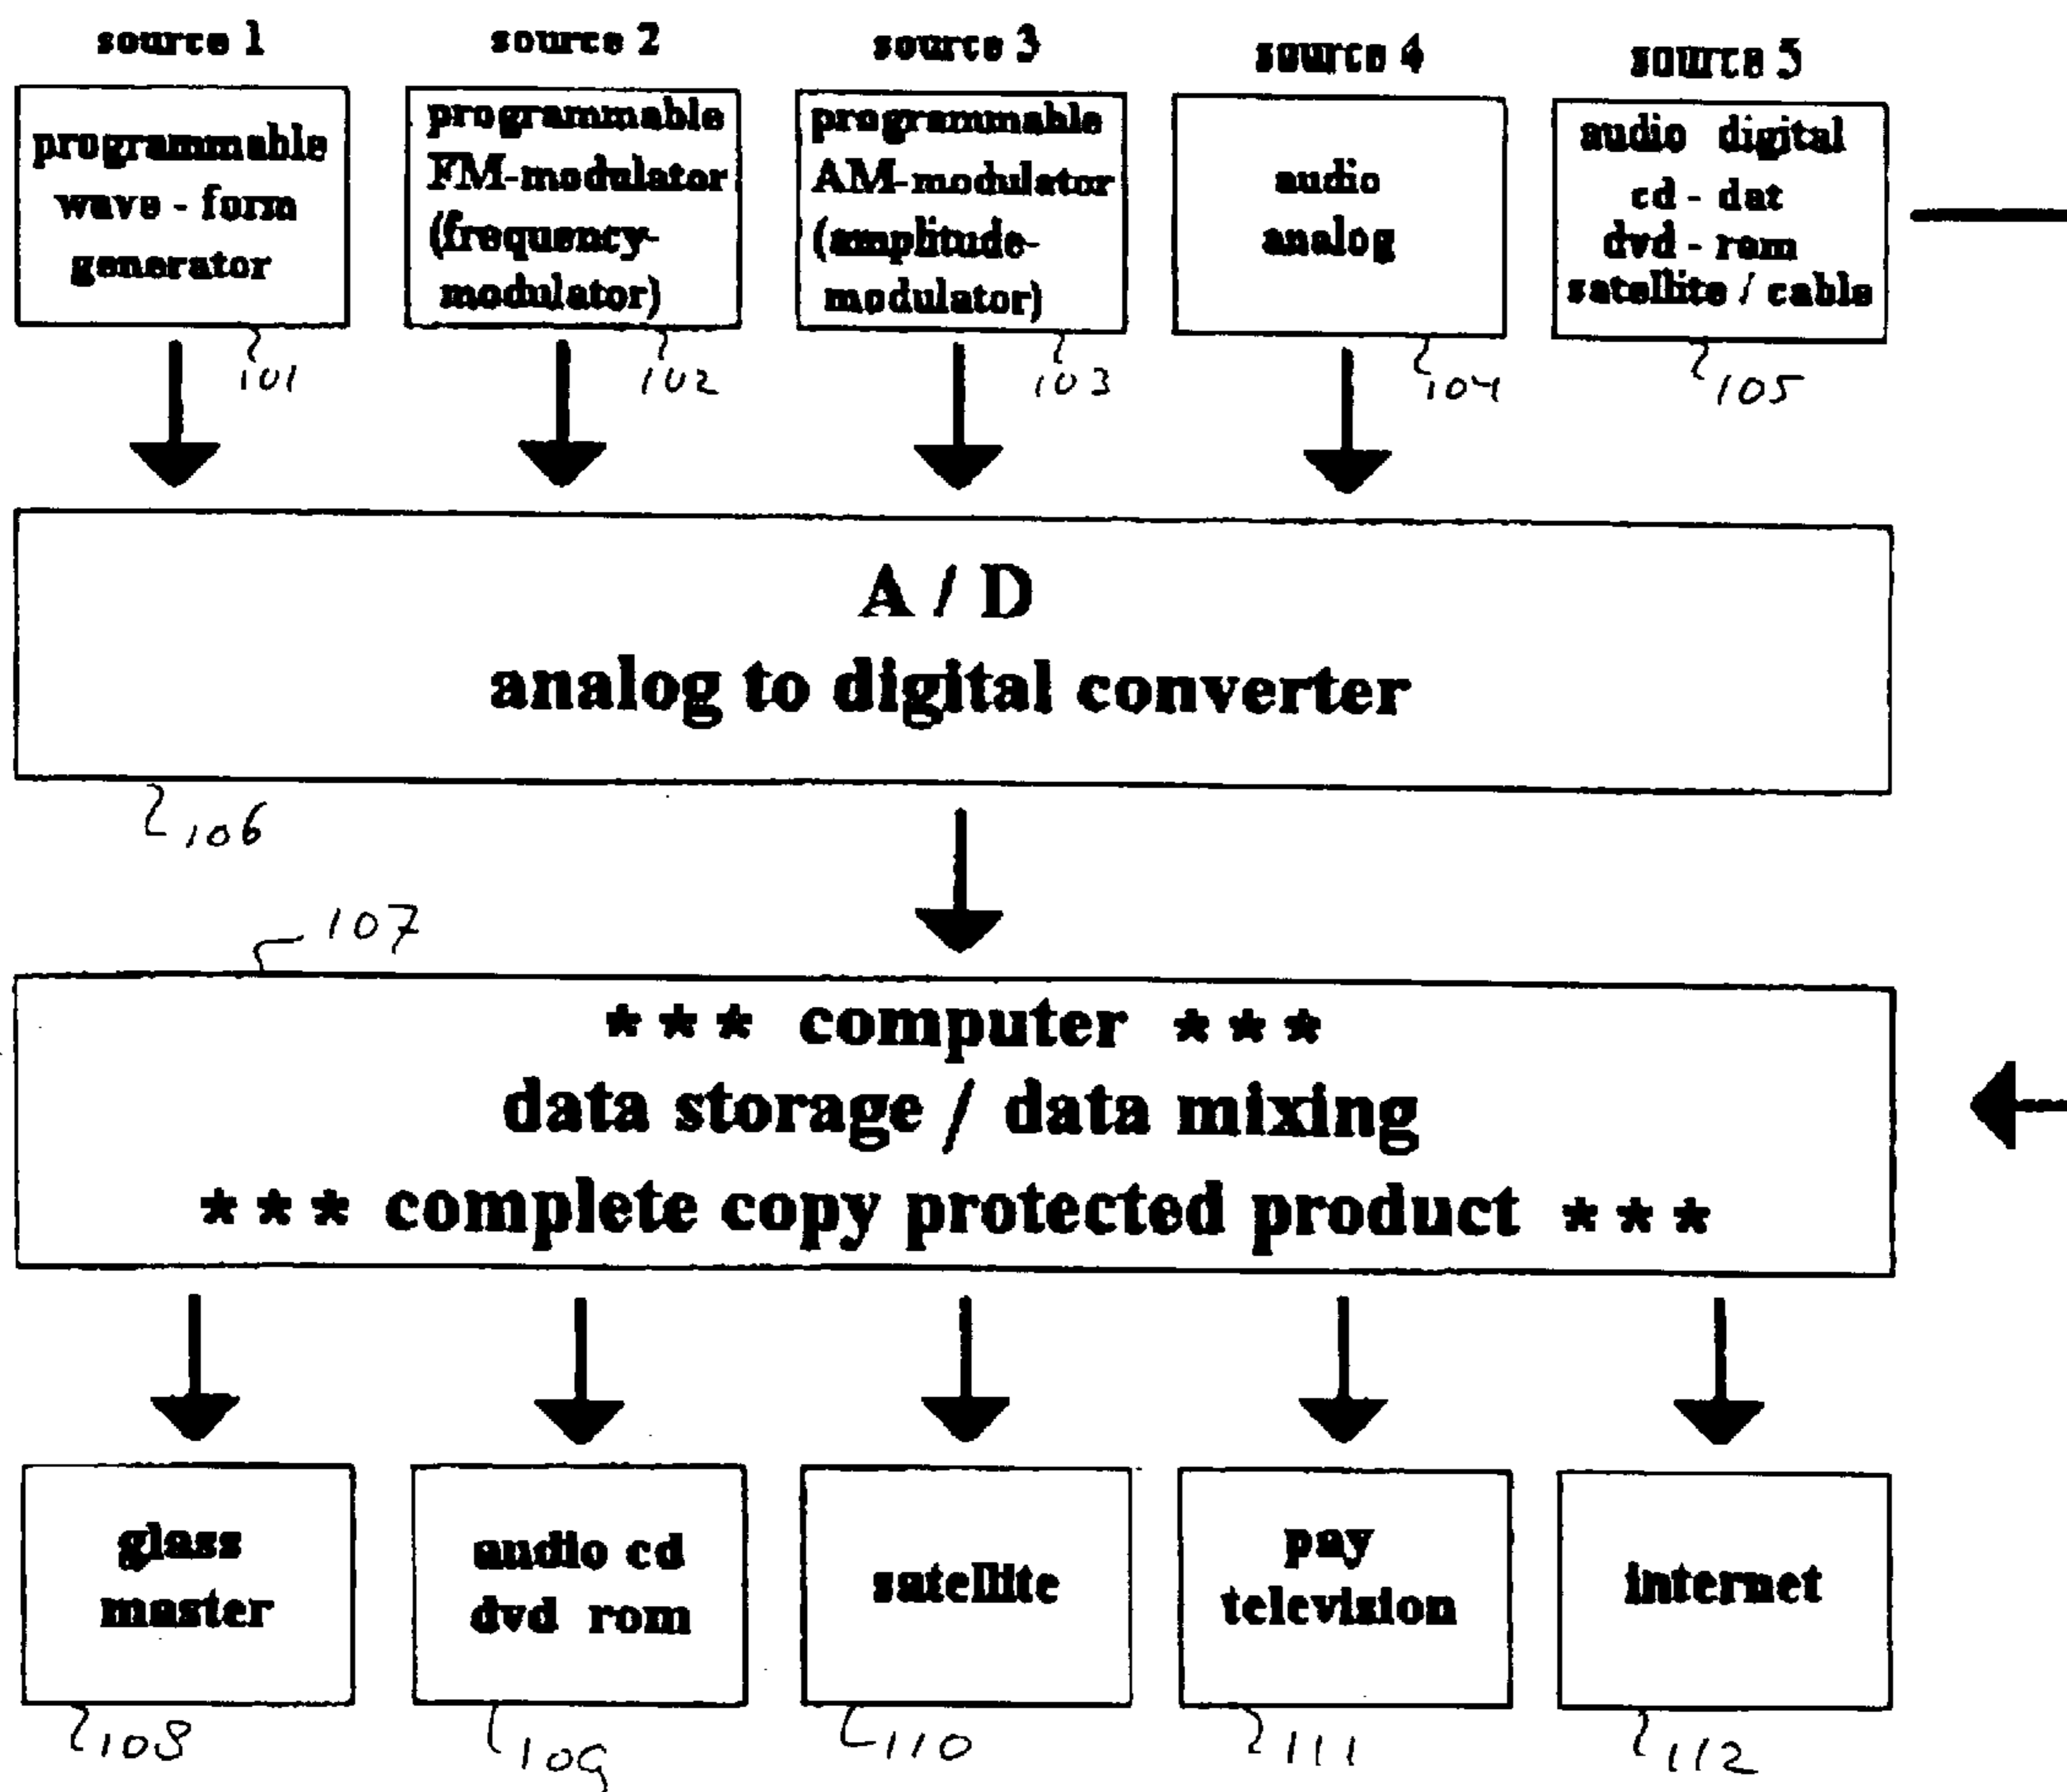 source 1
source 2
source 3
source 4
source 5
programmable
wave - form
generator
programmable
FM-modulator
(frequency-
modulator)
programmable
AM-modulator
(amplitude-
modulator)
audio
analog
audio digital
cd - dat
dvd - rom
satellite / cable
101
102
103
104
105
A / D
analog to digital converter
106
107
*** computer ***
data storage / data mixing
*** complete copy protected product ***
glass
master
audio cd
dvd rom
satellite
pay
television
internet
108
109
110
111
112